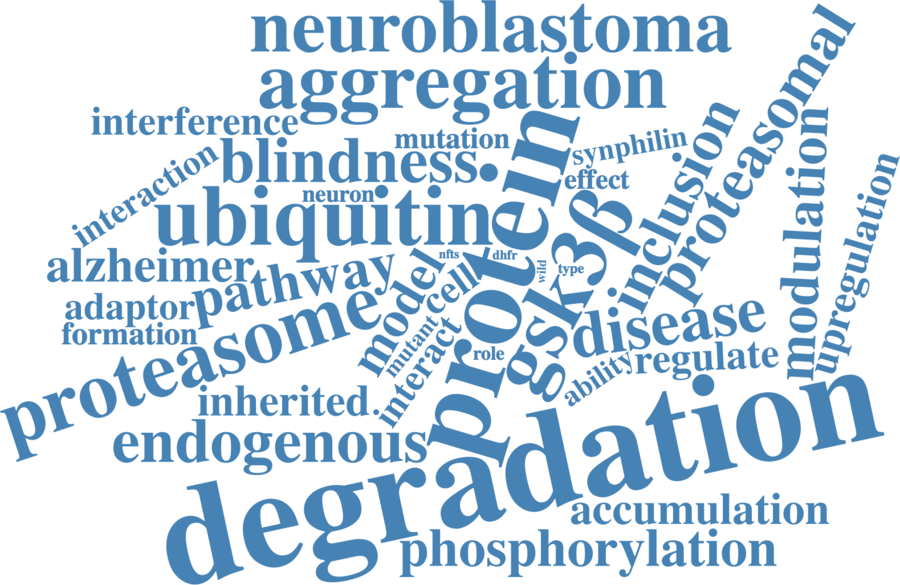 neuroblastoma
aggregation
proteasomal
interference
mutation
synphilin
inclusion
modulation
interaction
blindness.
protein
effect
neuron
ubiquitin
upregulation
alzheimer
pathway
nfts
dhfr
wild
type
gsk3β
model
cell
adaptor
formation
proteasome
mutant
interact
role
disease
ability
regulate
inherited.
endogenous
degradation
accumulation
phosphorylation